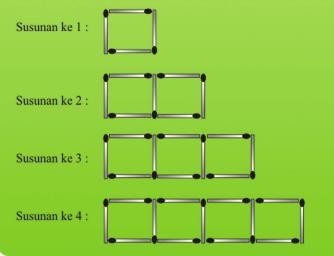 Susunan ke 1 :
Susunan ke 2 :
Susunan ke 3 :
Susunan ke 4 :